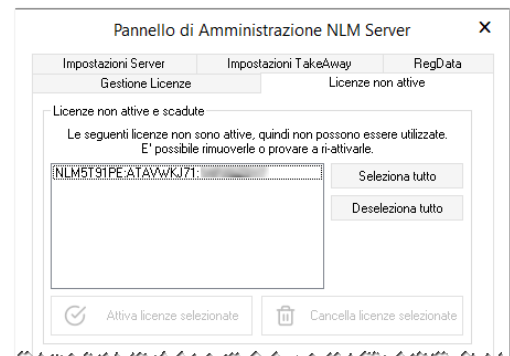 Pannello di Amministrazione NLM Server
Impostazioni Server
Impostazioni TakeAway
RegData
Gestione Licenze
Licenze non attive
Licenze non attive e scadute
Le seguenti licenze non sono attive, quindi non possono essere utilizzate.
E' possibile rimuoverle o provare a ri-attivarle.
NLM5T91PE:ATAVWKJ71:
Seleziona tutto
Deseleziona tutto
Attiva licenze selezionate
Cancella licenze selezionate